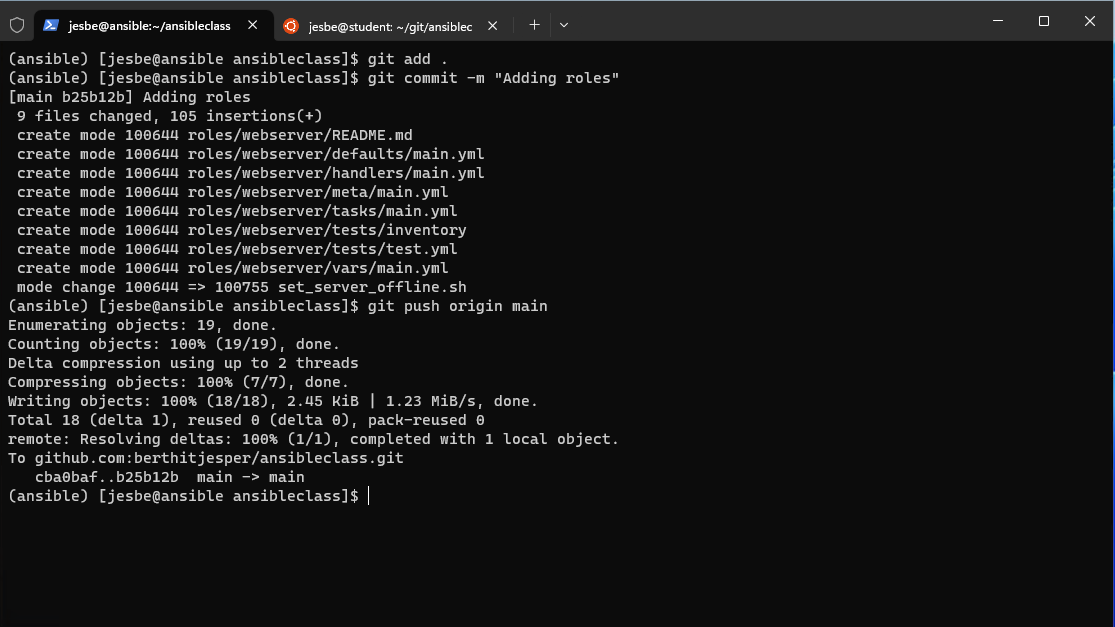 jesbe@ansible:~/ansibleclass
jesbe@student: ~/git/ansiblec
(ansible) [jesbe@ansible ansibleclass]$ git add .
(ansible) [jesbe@ansible ansibleclass]$ git commit -m "Adding roles"
[main b25b12b] Adding roles
 9 files changed, 105 insertions(+)
 create mode 100644 roles/webserver/README.md
 create mode 100644 roles/webserver/defaults/main.yml
 create mode 100644 roles/webserver/handlers/main.yml
 create mode 100644 roles/webserver/meta/main.yml
 create mode 100644 roles/webserver/tasks/main.yml
 create mode 100644 roles/webserver/tests/inventory
 create mode 100644 roles/webserver/tests/test.yml
 create mode 100644 roles/webserver/vars/main.yml
 mode change 100644 => 100755 set_server_offline.sh
(ansible) [jesbe@ansible ansibleclass]$ git push origin main
Enumerating objects: 19, done.
Counting objects: 100% (19/19), done.
Delta compression using up to 2 threads
Compressing objects: 100% (7/7), done.
Writing objects: 100% (18/18), 2.45 KiB | 1.23 MiB/s, done.
Total 18 (delta 1), reused 0 (delta 0), pack-reused 0
remote: Resolving deltas: 100% (1/1), completed with 1 local object.
To github.com:berthitjesper/ansibleclass.git
   cba0baf..b25b12b  main -> main
(ansible) [jesbe@ansible ansibleclass]$